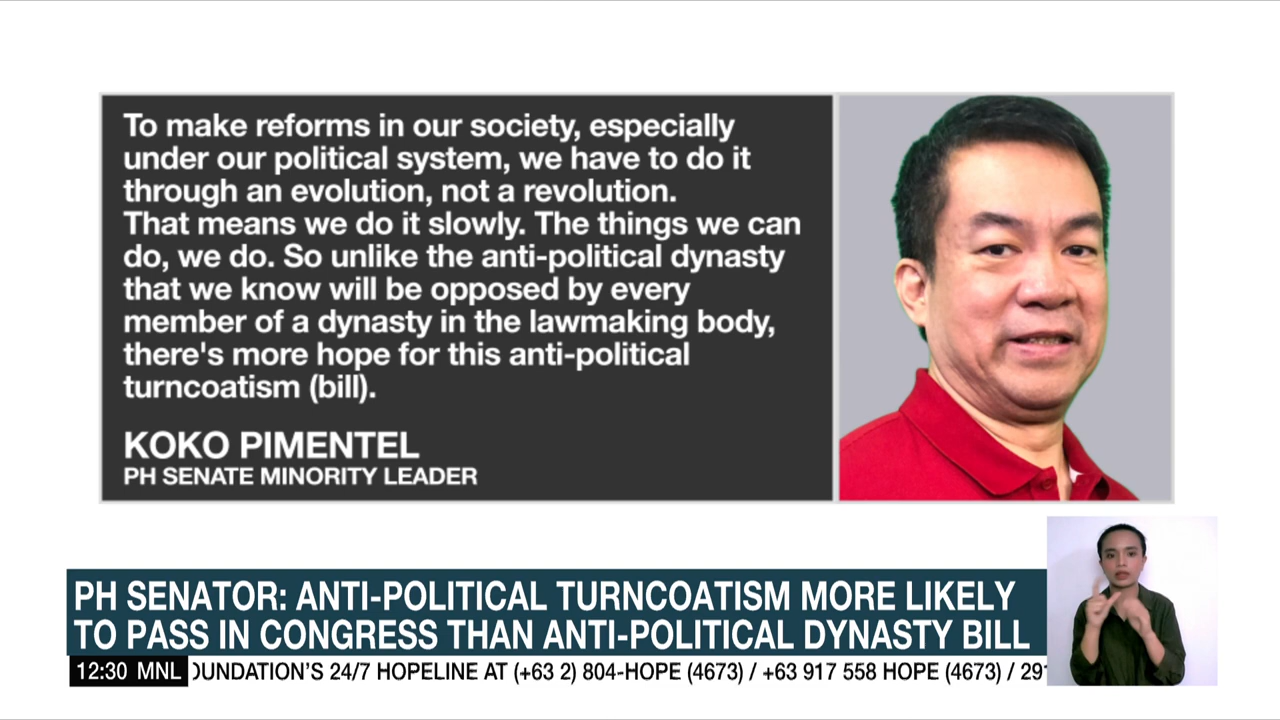 To make reforms in our society, especially
under our political system, we have to do it
through an evolution, not a revolution.
That means we do it slowly. The things we can
do, we do. So unlike the anti-political dynasty
that we know will be opposed by every
member of a dynasty in the lawmaking body,
there's more hope for this anti-political
turncoatism (bill).
KOKO PIMENTEL
PH SENATE MINORITY LEADER
PH SENATOR: ANTI-POLITICAL TURNCOATISM MORE LIKELY
TO PASS IN CONGRESS THAN ANTI-POLITICAL DYNASTY BILL
12:30 MNL OUNDATION'S 24/7 HOPELINE AT (+63 2) 804-HOPE (4673) / +63 917 558 HOPE (4673) / 29